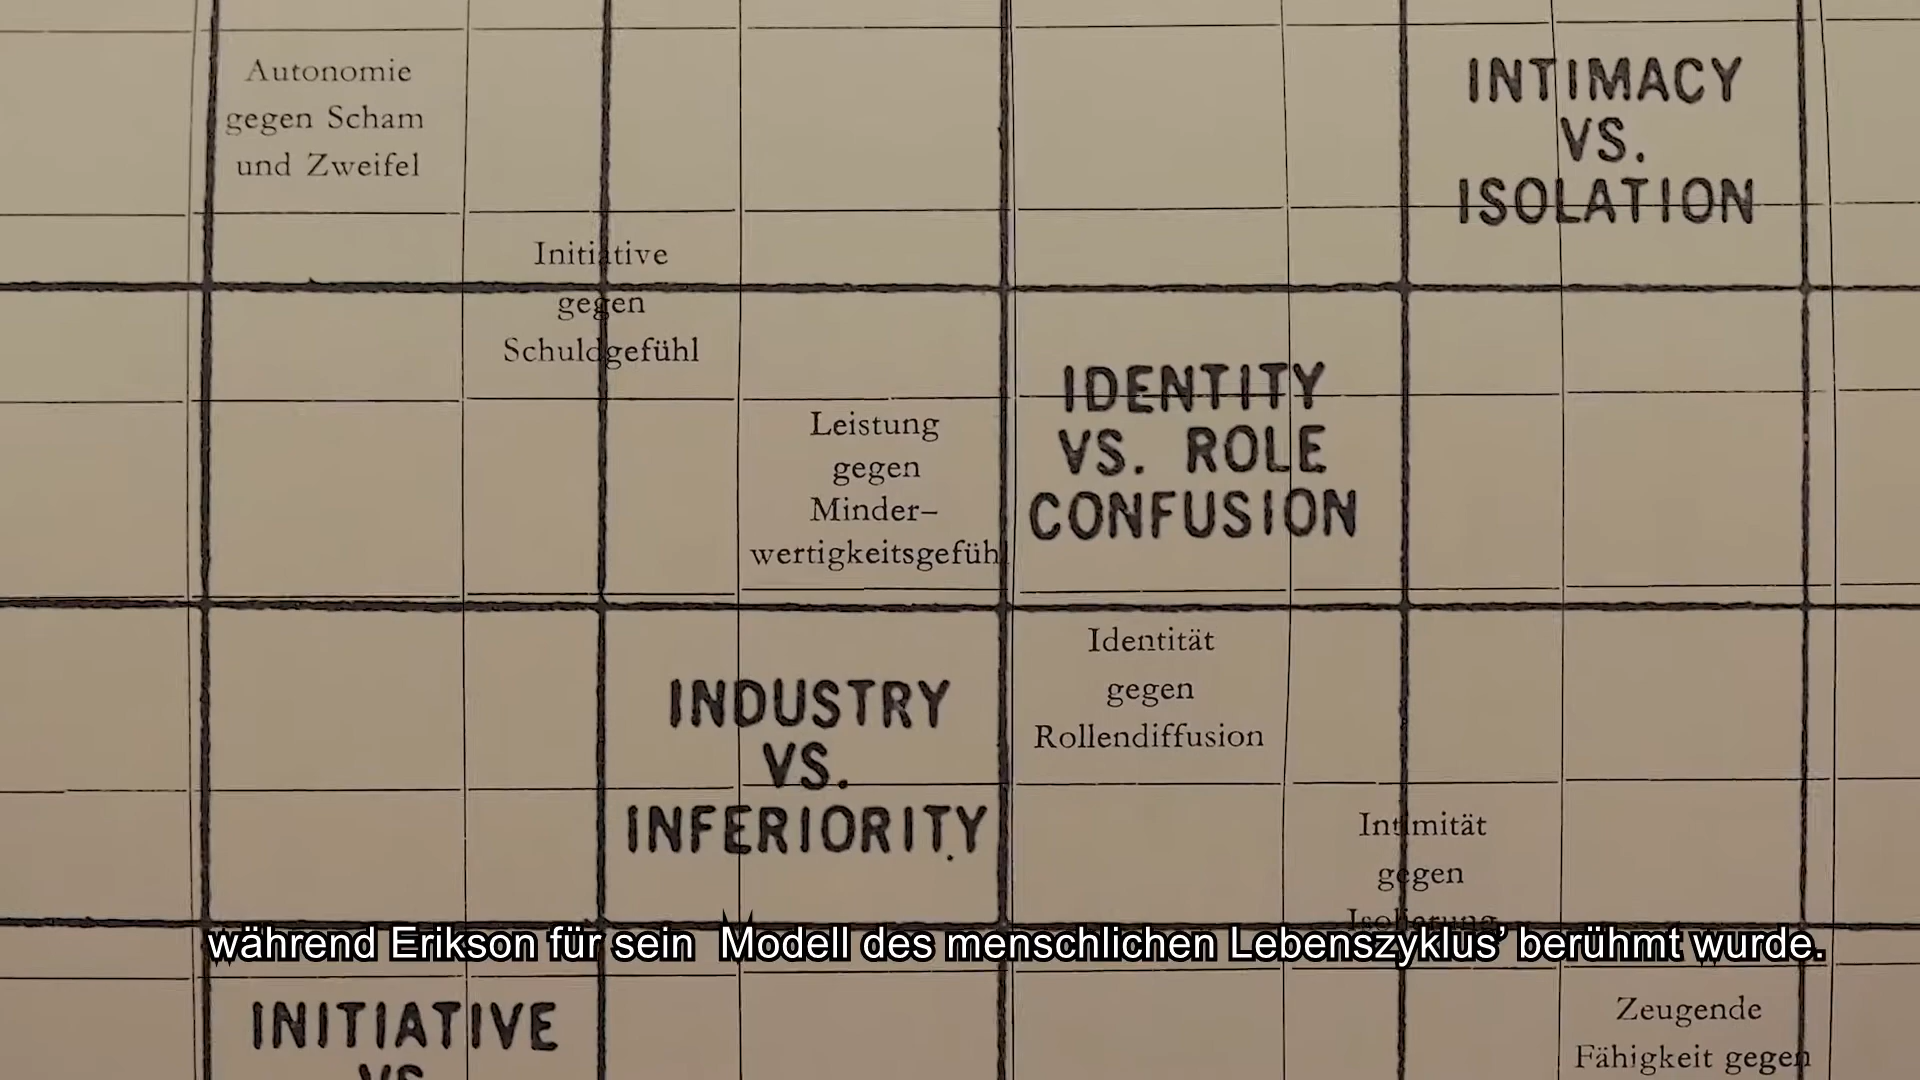 Autonomie
gegen Scham
und Zweifel
INTIMACY
VS.
ISOLATION
Initiative
gegen
Schuldgefühl
Leistung
gegen
Minder–
wertigkeitsgefühl
IDENTITY
VS. ROLE
CONFUSION
Identität
gegen
Rollendiffusion
INDUSTRY
VS.
INFERIORITY
Intimität
gegen
Isolierung
während Erikson für sein Modell des menschlichen Lebenszyklus’ berühmt wurde.
INITIATIVE
VS.
Zeugende
Fähigkeit gegen